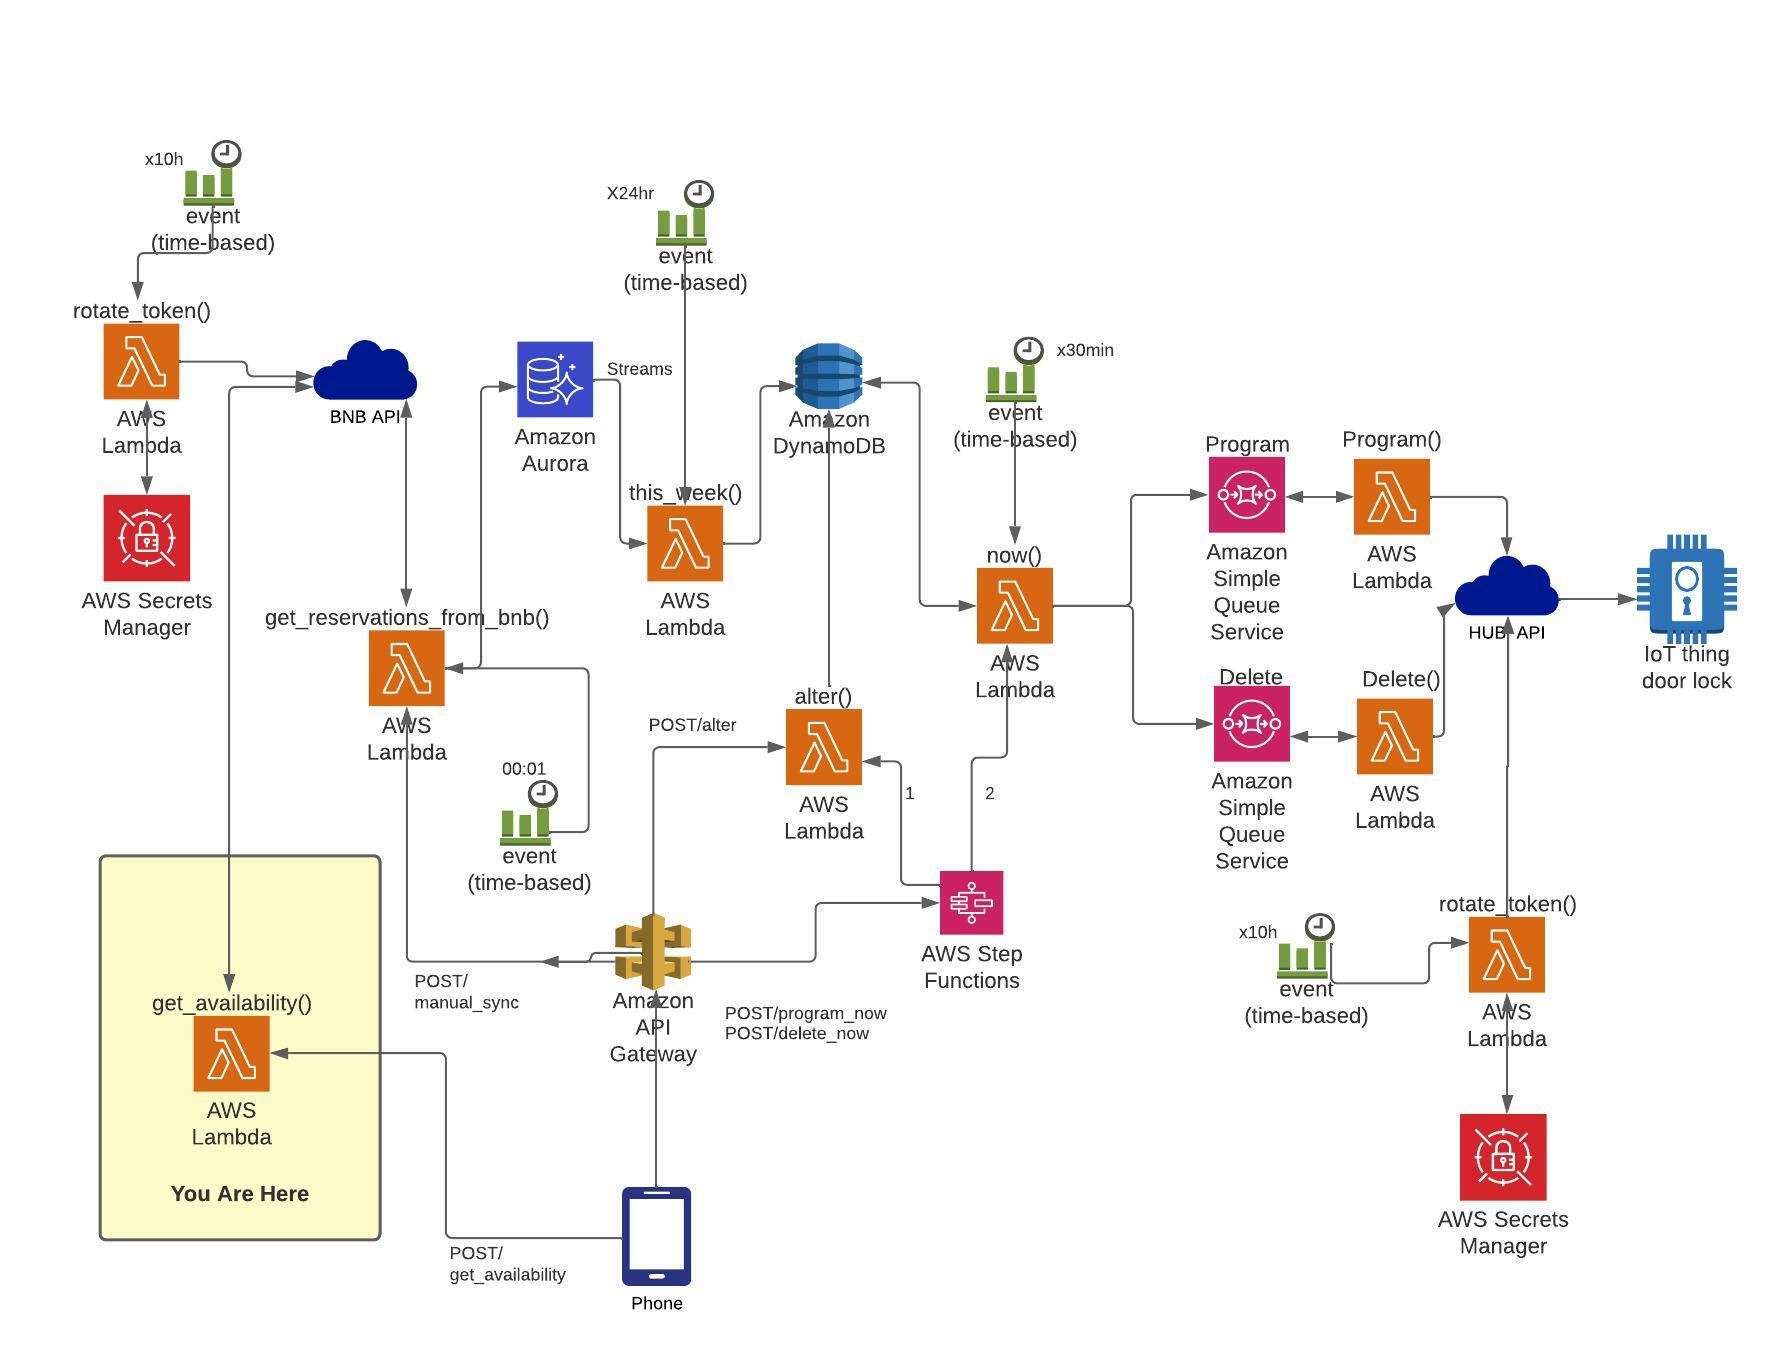 x10h
event
(time-based)
X24hr
event
(time-based)
rotate_token()
AWS
Lambda
AWS Secrets
Manager
BNB API
Amazon
Aurora
Streams
this_week()
AWS
Lambda
Amazon
DynamoDB
x30min
event
(time-based)
now()
AWS
Lambda
Program
Amazon
Simple
Queue
Service
Program()
AWS
Lambda
Delete
Amazon
Simple
Queue
Service
Delete()
AWS
Lambda
HUB API
IoT thing
door lock
get_reservations_from_bnb()
AWS
Lambda
00:01
event
(time-based)
POST/alter
alter()
AWS
Lambda
1
2
AWS Step
Functions
POST/
manual_sync
Amazon
API
Gateway
POST/program_now
POST/delete_now
x10h
event
(time-based)
rotate_token()
AWS
Lambda
AWS Secrets
Manager
get_availability()
AWS
Lambda
You Are Here
POST/
get_availability
Phone